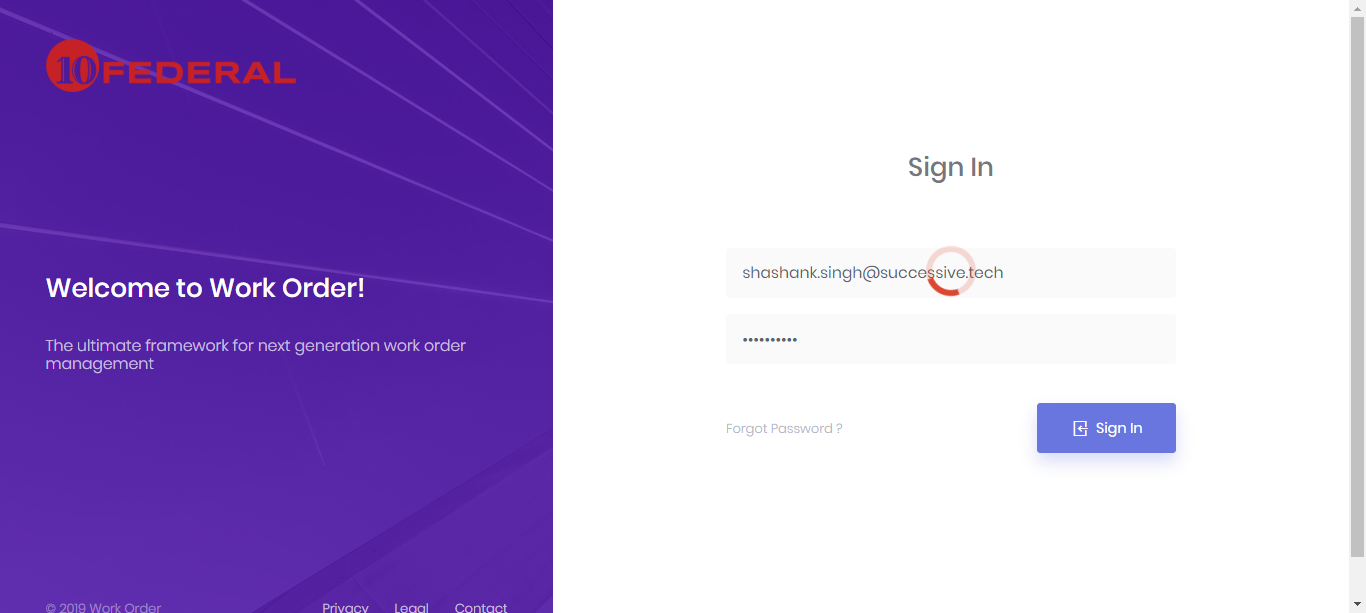 10 FEDERAL
Welcome to Work Order!
The ultimate framework for next generation work order
management
© 2019 Work Order
Privacy
Legal
Contact
Sign In
shashank.singh@successive.tech
••••••••••
Forgot Password ?
Sign In